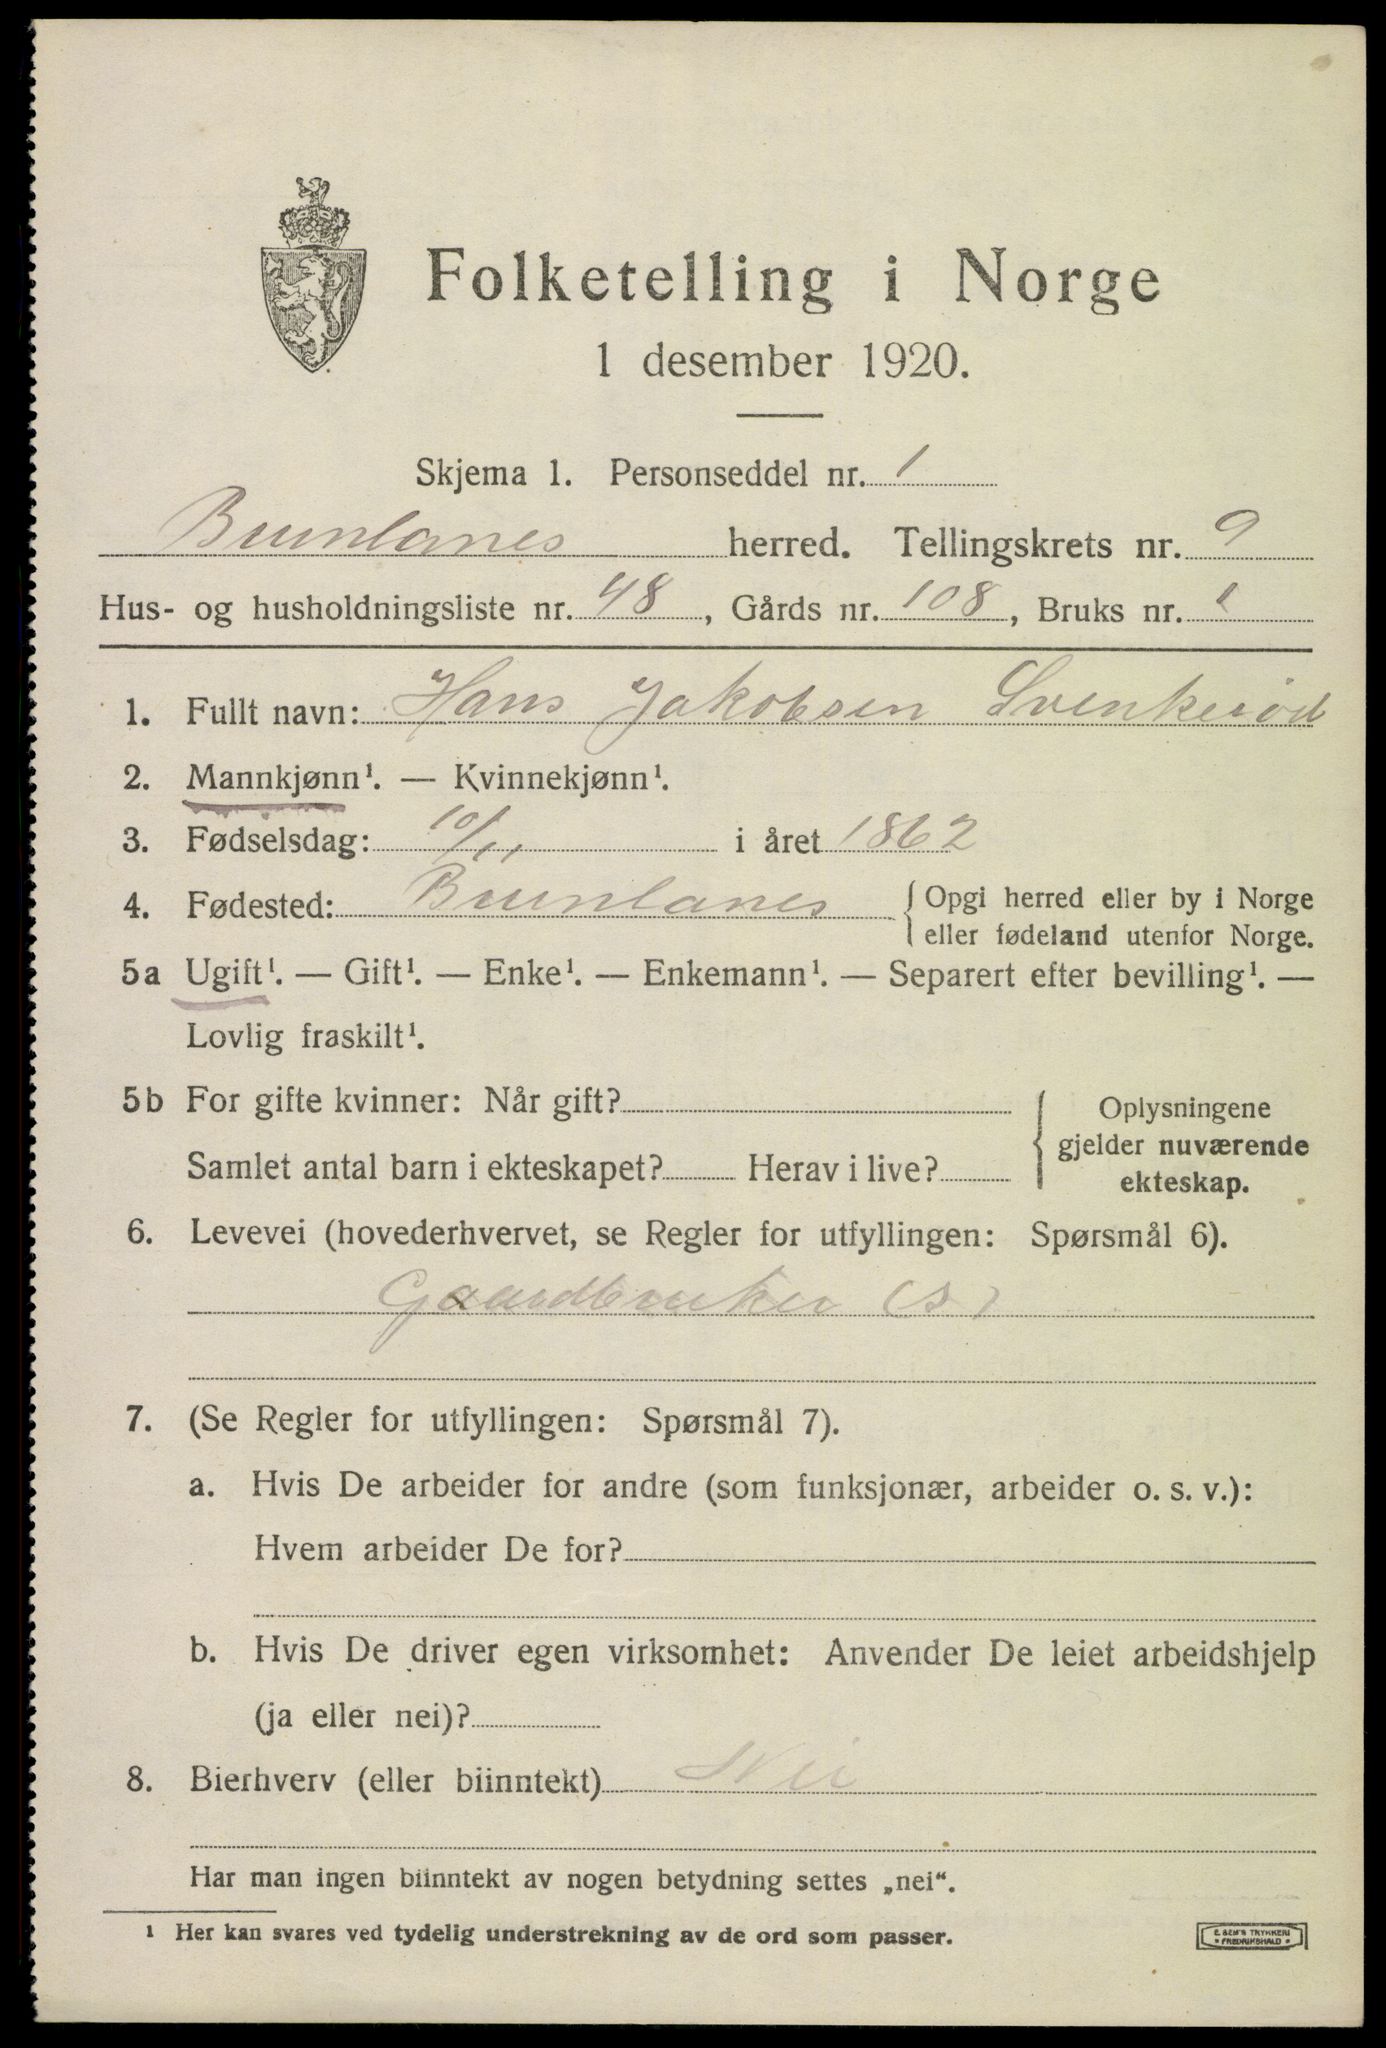 Folketelling i Norge
1 desember 1920.
Skjema 1. Personseddel nr. 1
Brunlanes herred. Tellingskrets nr. 9
Hus- og husholdningsliste nr. 48, Gårds nr. 108, Bruks nr. 1
1. Fullt navn: Hans Jakobsen Svenkerød
2. Mannkjønn¹. — Kvinnekjønn¹.
3. Fødselsdag: 10/11 i året 1862
4. Fødested: Brunlanes { Opgi herred eller by i Norge
eller fødeland utenfor Norge.
5a Ugift¹. — Gift¹. — Enke¹. — Enkemann¹. — Separert efter bevilling¹. —
Lovlig fraskilt¹.
5b For gifte kvinner: Når gift?
Samlet antal barn i ekteskapet? Herav i live?
{ Oplysningene
gjelder nuværende
ekteskap.
6. Levevei (hovederhvervet, se Regler for utfyllingen: Spørsmål 6).
Gaardbruker (s)
7. (Se Regler for utfyllingen: Spørsmål 7).
a. Hvis De arbeider for andre (som funksjonær, arbeider o. s. v.):
Hvem arbeider De for?
b. Hvis De driver egen virksomhet: Anvender De leiet arbeidshjelp
(ja eller nei)?
8. Bierhverv (eller biinntekt) Nei
Har man ingen biinntekt av nogen betydning settes „nei“.
¹ Her kan svares ved tydelig understrekning av de ord som passer.
E. SEM'S TRYKKERI
• FREDRIKSHALD •